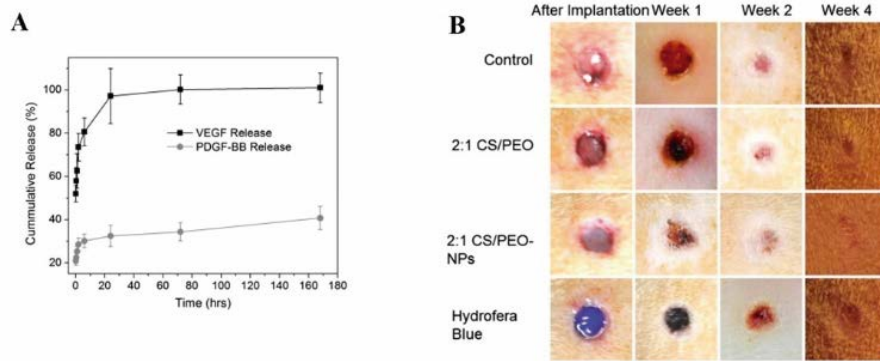 A
Cummulative Release (%)
100
80
60
40
20
VEGF Release
PDGF-BB Release
0 20 40 60 80 100 120 140 160 180
Time (hrs)
B
After Implantation Week 1 Week 2 Week 4
Control
2:1 CS/PEO
2:1 CS/PEO-
NPs
Hydrofera
Blue